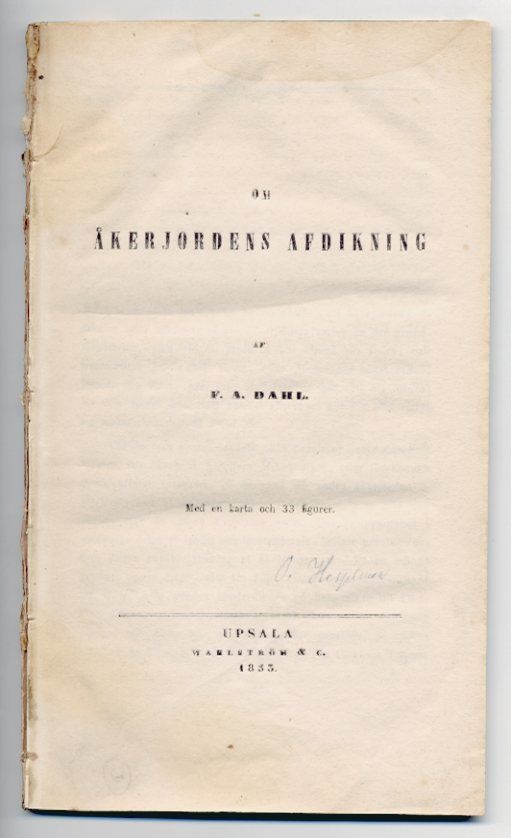 OM
ÅKERJORDENS AFDIKNING
AF
F. A. DAHL.
Med en karta och 33 figurer.
O.
UPSALA
WAHLSTRÖM & C.
1853.